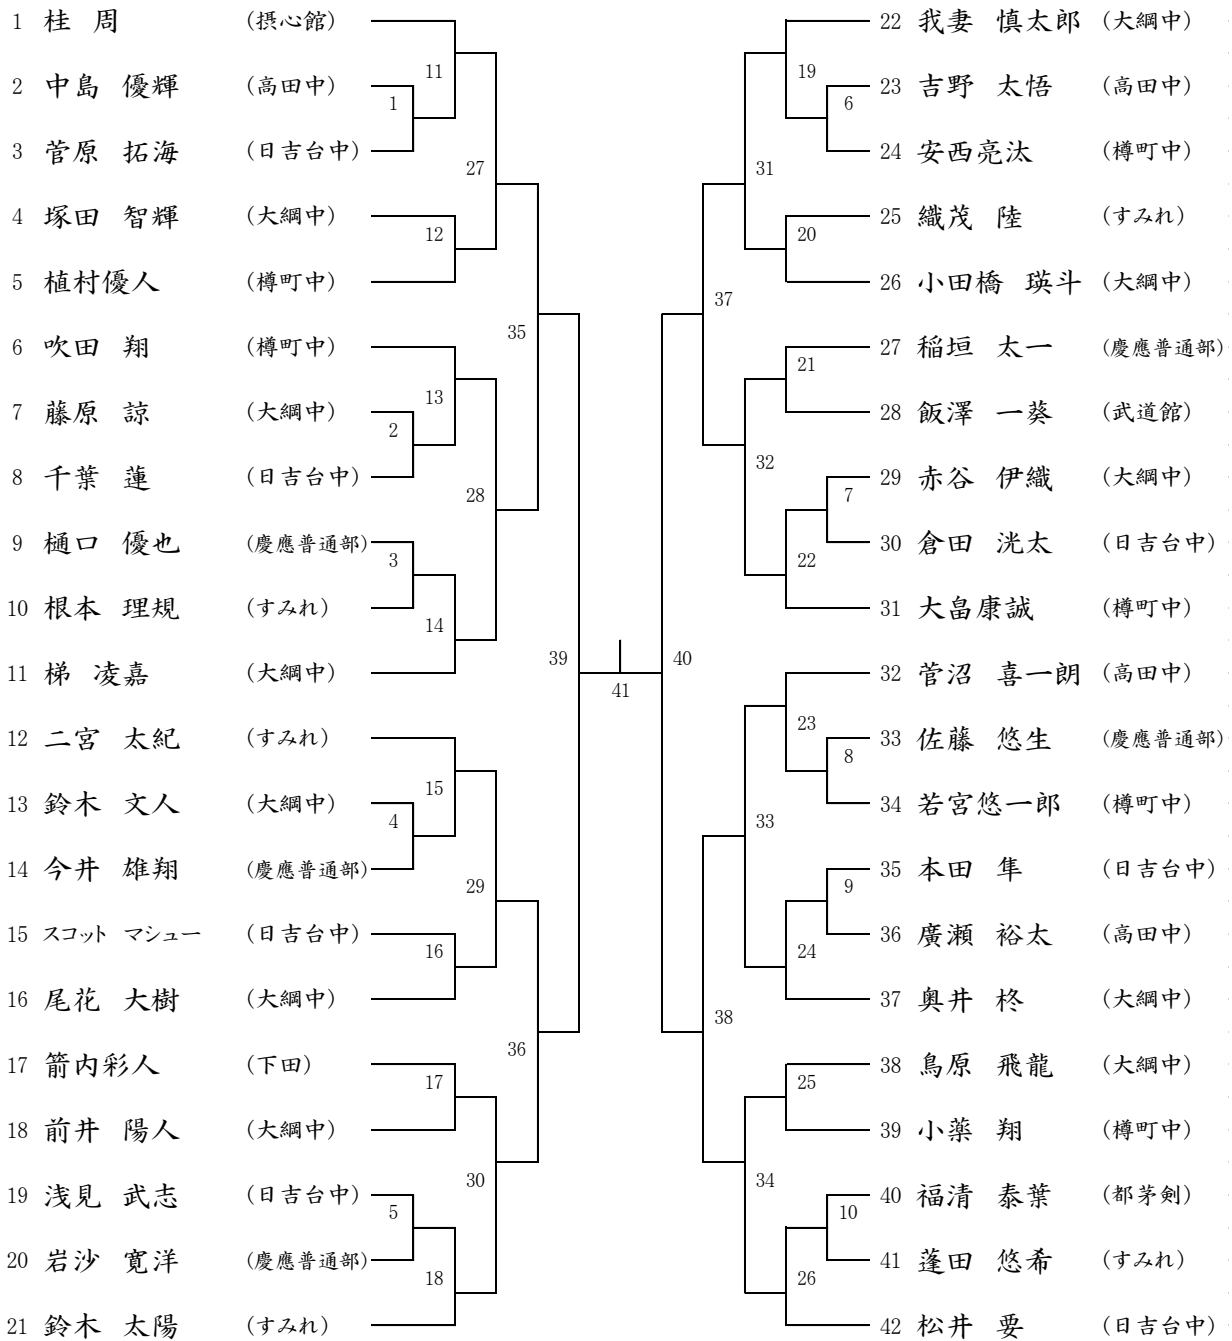 1 桂 周 (摂心館)
2 中島 優輝 (高田中)
3 菅原 拓海 (日吉台中)
4 塚田 智輝 (大綱中)
5 植村優人 (樽町中)
6 吹田 翔 (樽町中)
7 藤原 諒 (大綱中)
8 千葉 蓮 (日吉台中)
9 樋口 優也 (慶應普通部)
10 根本 理規 (すみれ)
11 梯 凌嘉 (大綱中)
12 二宮 太紀 (すみれ)
13 鈴木 文人 (大綱中)
14 今井 雄翔 (慶應普通部)
15 スコット マシュー (日吉台中)
16 尾花 大樹 (大綱中)
17 箭内彩人 (下田)
18 前井 陽人 (大綱中)
19 浅見 武志 (日吉台中)
20 岩沙 寛洋 (慶應普通部)
21 鈴木 太陽 (すみれ)
1
2
3
4
5
11
12
13
14
15
16
17
18
27
28
29
30
35
36
39
41
40
37
38
31
32
33
34
19
20
21
22
23
24
25
26
6
7
8
9
10
22 我妻 慎太郎 (大綱中)
23 吉野 太悟 (高田中)
24 安西亮汰 (樽町中)
25 織茂 陸 (すみれ)
26 小田橋 瑛斗 (大綱中)
27 稲垣 太一 (慶應普通部)
28 飯澤 一葵 (武道館)
29 赤谷 伊織 (大綱中)
30 倉田 洸太 (日吉台中)
31 大畠康誠 (樽町中)
32 菅沼 喜一朗 (高田中)
33 佐藤 悠生 (慶應普通部)
34 若宮悠一郎 (樽町中)
35 本田 隼 (日吉台中)
36 廣瀬 裕太 (高田中)
37 奥井 柊 (大綱中)
38 鳥原 飛龍 (大綱中)
39 小薬 翔 (樽町中)
40 福清 泰葉 (都茅剣)
41 蓬田 悠希 (すみれ)
42 松井 要 (日吉台中)